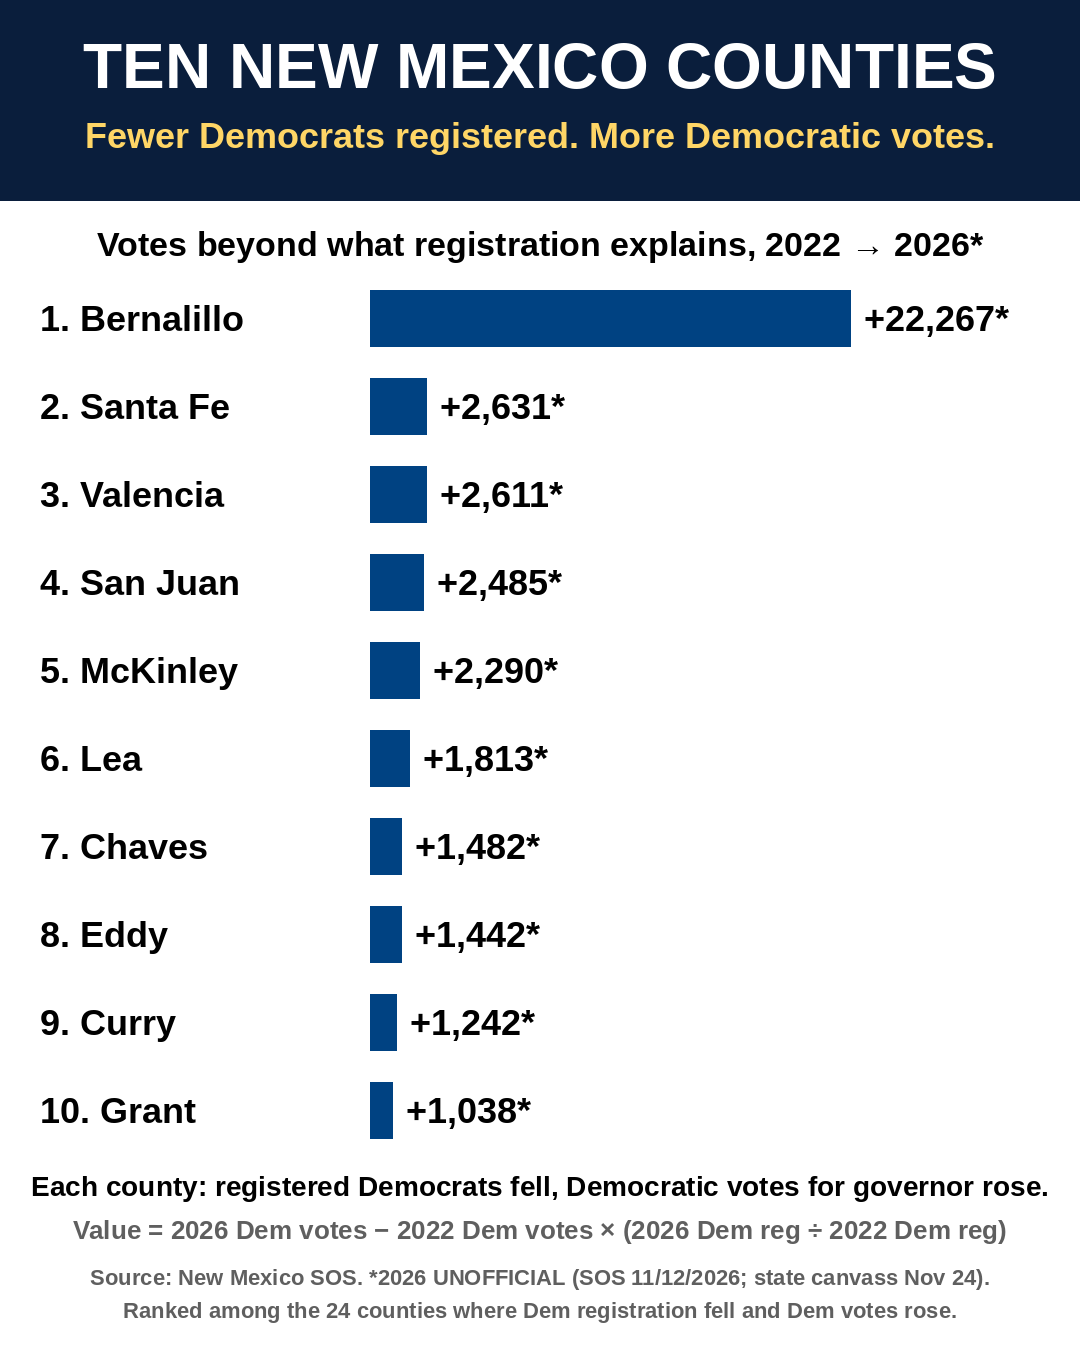 TEN NEW MEXICO COUNTIES
Fewer Democrats registered. More Democratic votes.
Votes beyond what registration explains, 2022 → 2026*
1. Bernalillo +22,267*
2. Santa Fe +2,631*
3. Valencia +2,611*
4. San Juan +2,485*
5. McKinley +2,290*
6. Lea +1,813*
7. Chaves +1,482*
8. Eddy +1,442*
9. Curry +1,242*
10. Grant +1,038*
Each county: registered Democrats fell, Democratic votes for governor rose.
Value = 2026 Dem votes − 2022 Dem votes × (2026 Dem reg ÷ 2022 Dem reg)
Source: New Mexico SOS. *2026 UNOFFICIAL (SOS 11/12/2026; state canvass Nov 24).
Ranked among the 24 counties where Dem registration fell and Dem votes rose.